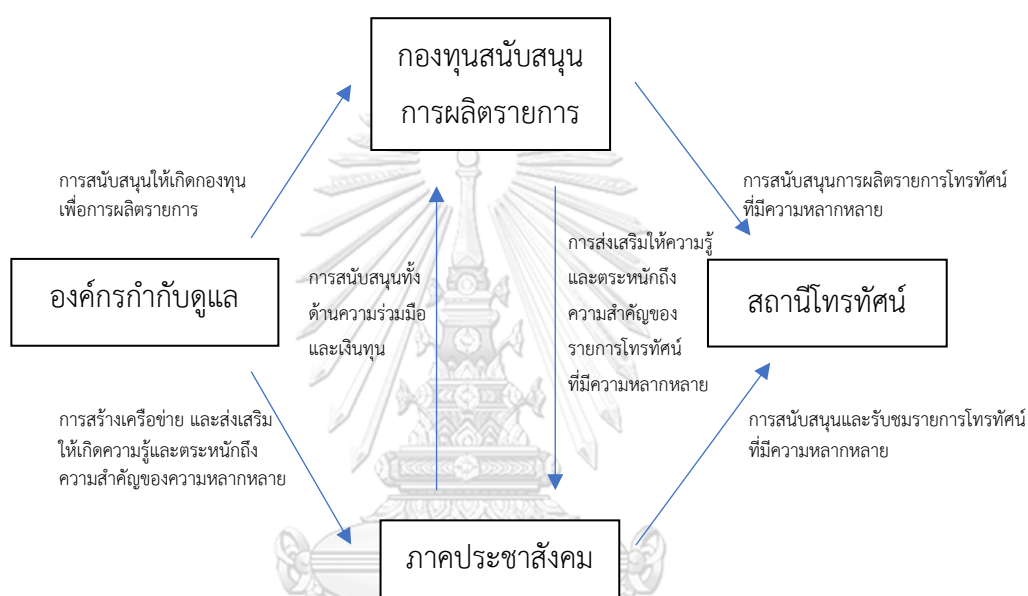 กองทุนสนับสนุน
การผลิตรายการ
การสนับสนุนให้เกิดกองทุน
เพื่อการผลิตรายการ
การสนับสนุนการผลิตรายการโทรทัศน์
ที่มีความหลากหลาย
องค์กรกำกับดูแล
การสนับสนุนทั้ง
ด้านความร่วมมือ
และเงินทุน
การส่งเสริมให้ความรู้
และตระหนักถึง
ความสำคัญของ
รายการโทรทัศน์
ที่มีความหลากหลาย
สถานีโทรทัศน์
การสร้างเครือข่าย และส่งเสริม
ให้เกิดความรู้และตระหนักถึง
ความสำคัญของความหลากหลาย
การสนับสนุนและรับชมรายการโทรทัศน์
ที่มีความหลากหลาย
ภาคประชาสังคม